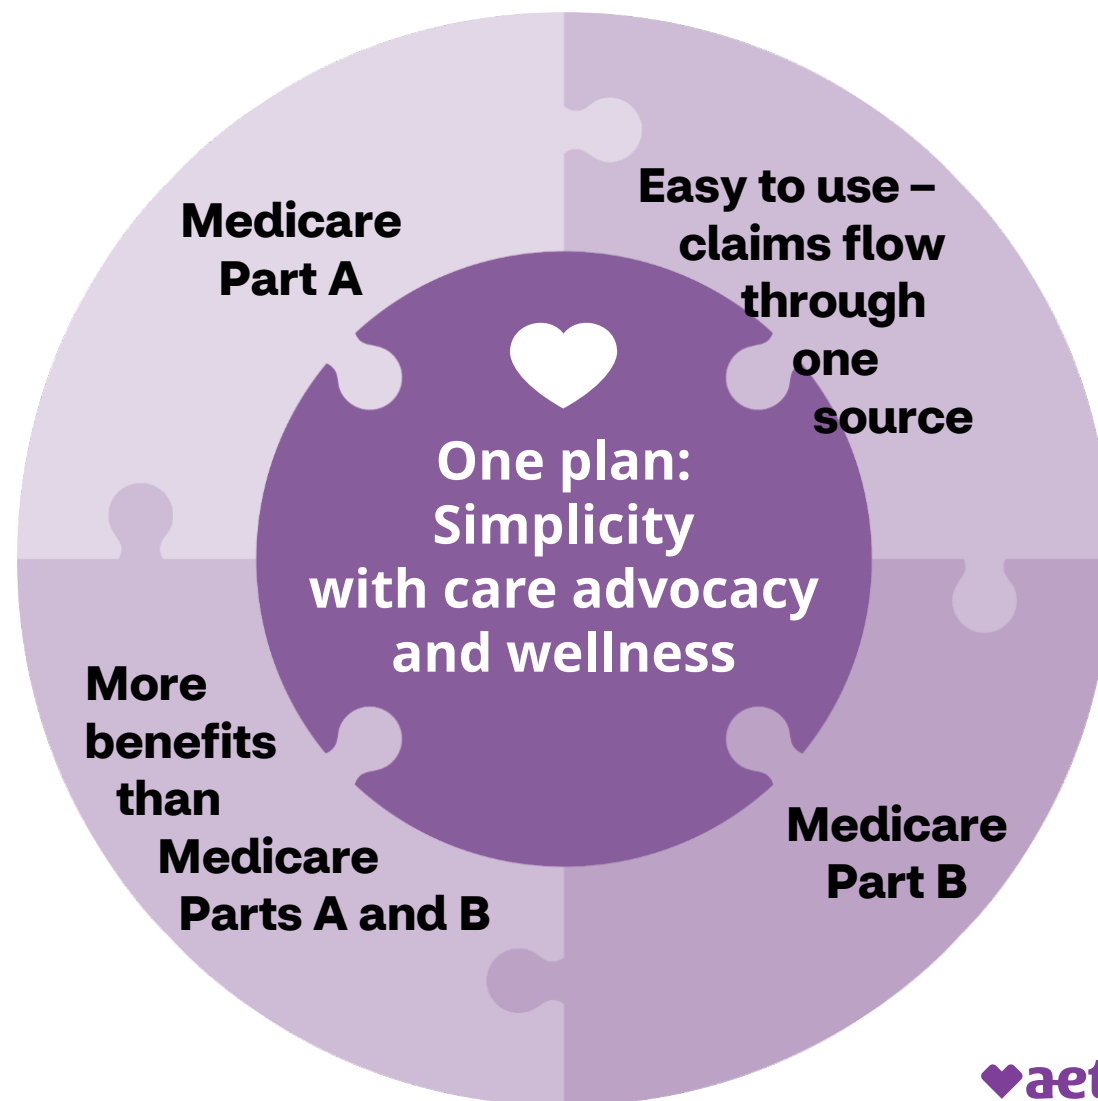 Medicare
Part A
Easy to use –
claims flow
through
one
source
One plan:
Simplicity
with care advocacy
and wellness
More
benefits
than
Medicare
Parts A and B
Medicare
Part B